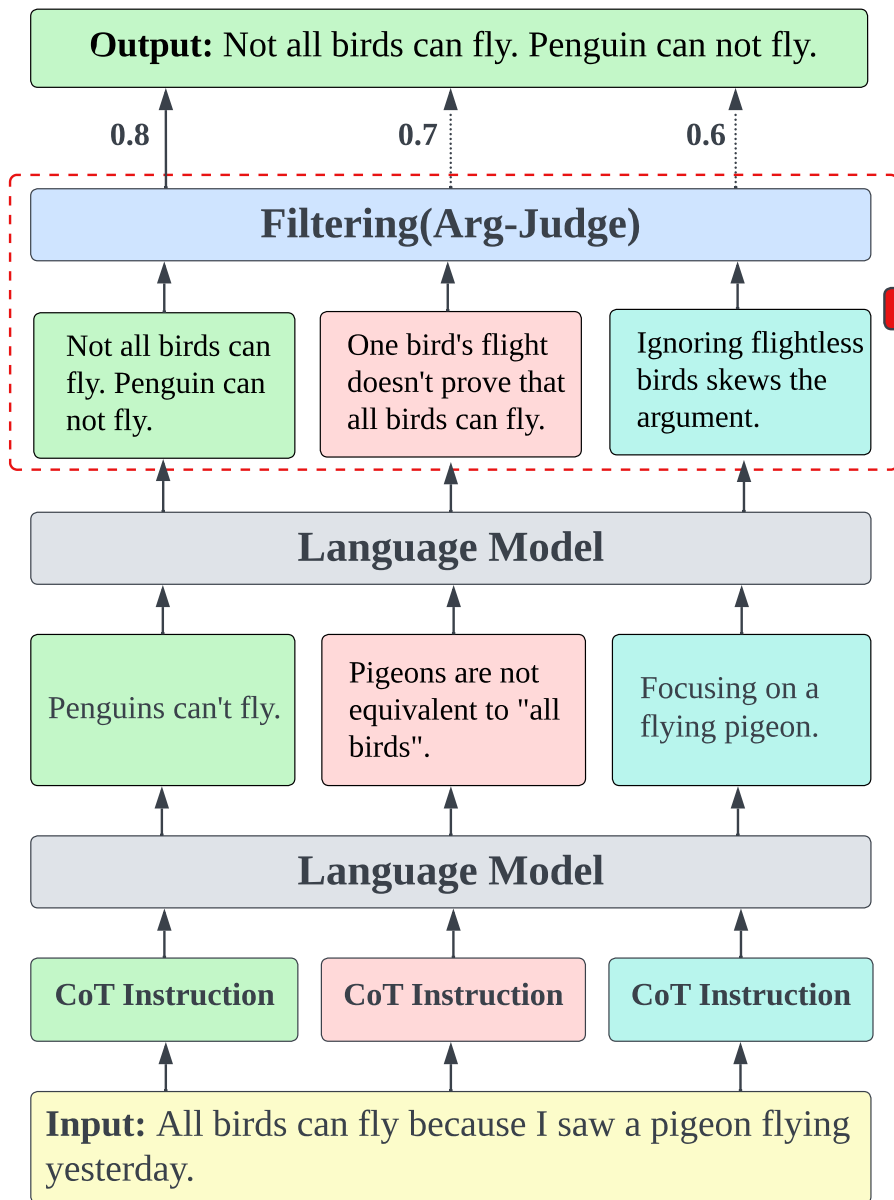 Output: Not all birds can fly. Penguin can not fly.
0.8
0.7
0.6
Filtering(Arg-Judge)
Not all birds can
fly. Penguin can
not fly.
One bird's flight
doesn't prove that
all birds can fly.
Ignoring flightless
birds skews the
argument.
Language Model
Penguins can't fly.
Pigeons are not
equivalent to "all
birds".
Focusing on a
flying pigeon.
Language Model
CoT Instruction
CoT Instruction
CoT Instruction
Input: All birds can fly because I saw a pigeon flying
yesterday.